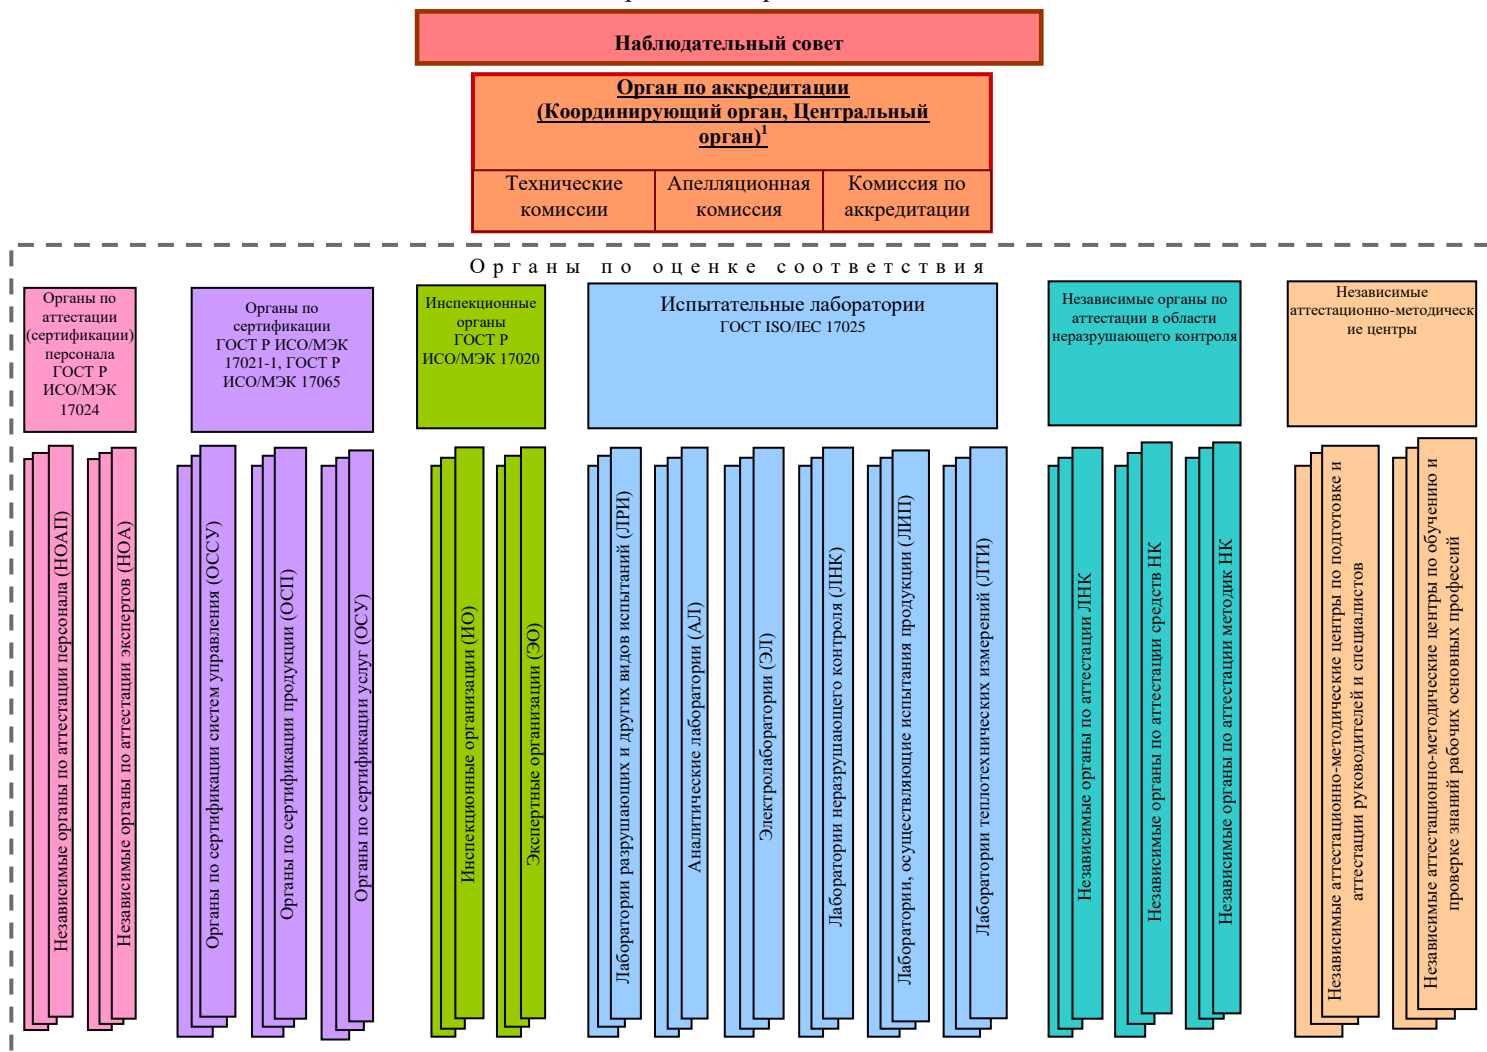 Наблюдательный совет
Орган по аккредитации
(Координирующий орган, Центральный
орган)1
Технические
комиссии
Апелляционная
комиссия
Комиссия по
аккредитации
Органы по оценке соответствия
Органы по
аттестации
(сертификации)
персонала
ГОСТ Р
ИСО/МЭК
17024
Органы по
сертификации
ГОСТ Р ИСО/МЭК
17021-1, ГОСТ Р
ИСО/МЭК 17065
Инспекционные
органы
ГОСТ Р
ИСО/МЭК 17020
Испытательные лаборатории
ГОСТ ISO/IEC 17025
Независимые органы по
аттестации в области
неразрушающего контроля
Независимые
аттестационно-методическ
ие центры
Независимые органы по аттестации персонала (НОАП)
Независимые органы по аттестации экспертов (НОА)
Органы по сертификации систем управления (ОССУ)
Органы по сертификации продукции (ОСП)
Органы по сертификации услуг (ОСУ)
Инспекционные организации (ИО)
Экспертные организации (ЭО)
Лаборатории разрушающих и других видов испытаний (ЛРИ)
Аналитические лаборатории (АЛ)
Электролаборатории (ЭЛ)
Лаборатории неразрушающего контроля (ЛНК)
Лаборатории, осуществляющие испытания продукции (ЛИП)
Лаборатории теплотехнических измерений (ЛТИ)
Независимые органы по аттестации ЛНК
Независимые органы по аттестации средств НК
Независимые органы по аттестации методик НК
Независимые аттестационно-методические центры по подготовке и
аттестации руководителей и специалистов
Независимые аттестационно-методические центры по обучению и
проверке знаний рабочих основных профессий